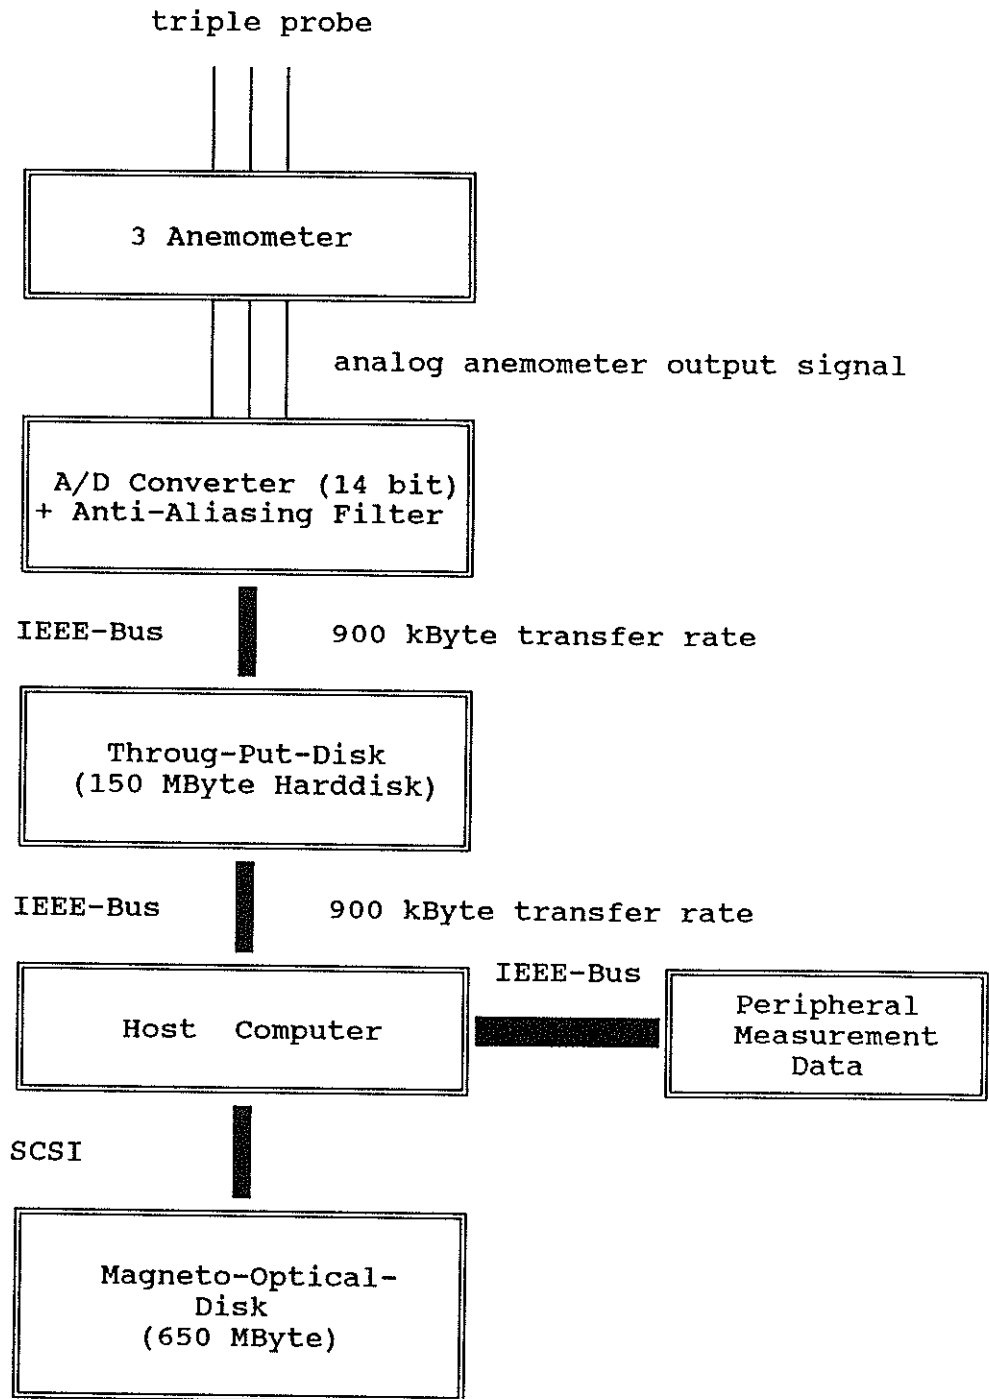 triple probe
3 Anemometer
analog anemometer output signal
A/D Converter (14 bit)
+ Anti-Aliasing Filter
IEEE-Bus
900 kByte transfer rate
Throug-Put-Disk
(150 MByte Harddisk)
IEEE-Bus
900 kByte transfer rate
IEEE-Bus
Host Computer
Peripheral
Measurement
Data
SCSI
Magneto-Optical-
Disk
(650 MByte)